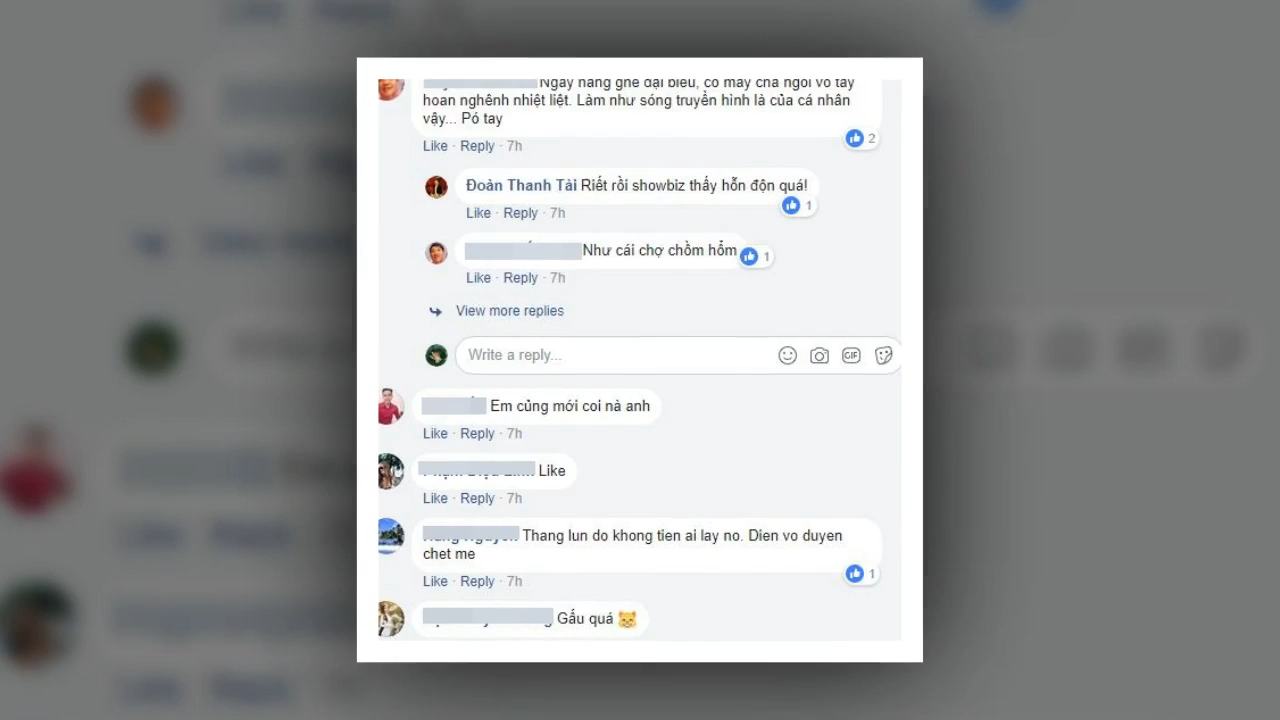 Ngay hàng ghế đại biểu, có mấy cha ngồi vỗ tay
hoan nghênh nhiệt liệt. Làm như sóng truyền hình là của cá nhân
vậy... Pó tay
2
Like · Reply · 7h
Đoàn Thanh Tài Riết rồi showbiz thấy hỗn độn quá!
1
Like · Reply · 7h
Như cái chợ chồm hổm
1
Like · Reply · 7h
View more replies
Write a reply...
GIF
Em củng mới coi nà anh
Like · Reply · 7h
Like
Like · Reply · 7h
Thang lun do khong tien ai lay no. Dien vo duyen
chet me
1
Like · Reply · 7h
Gấu quá